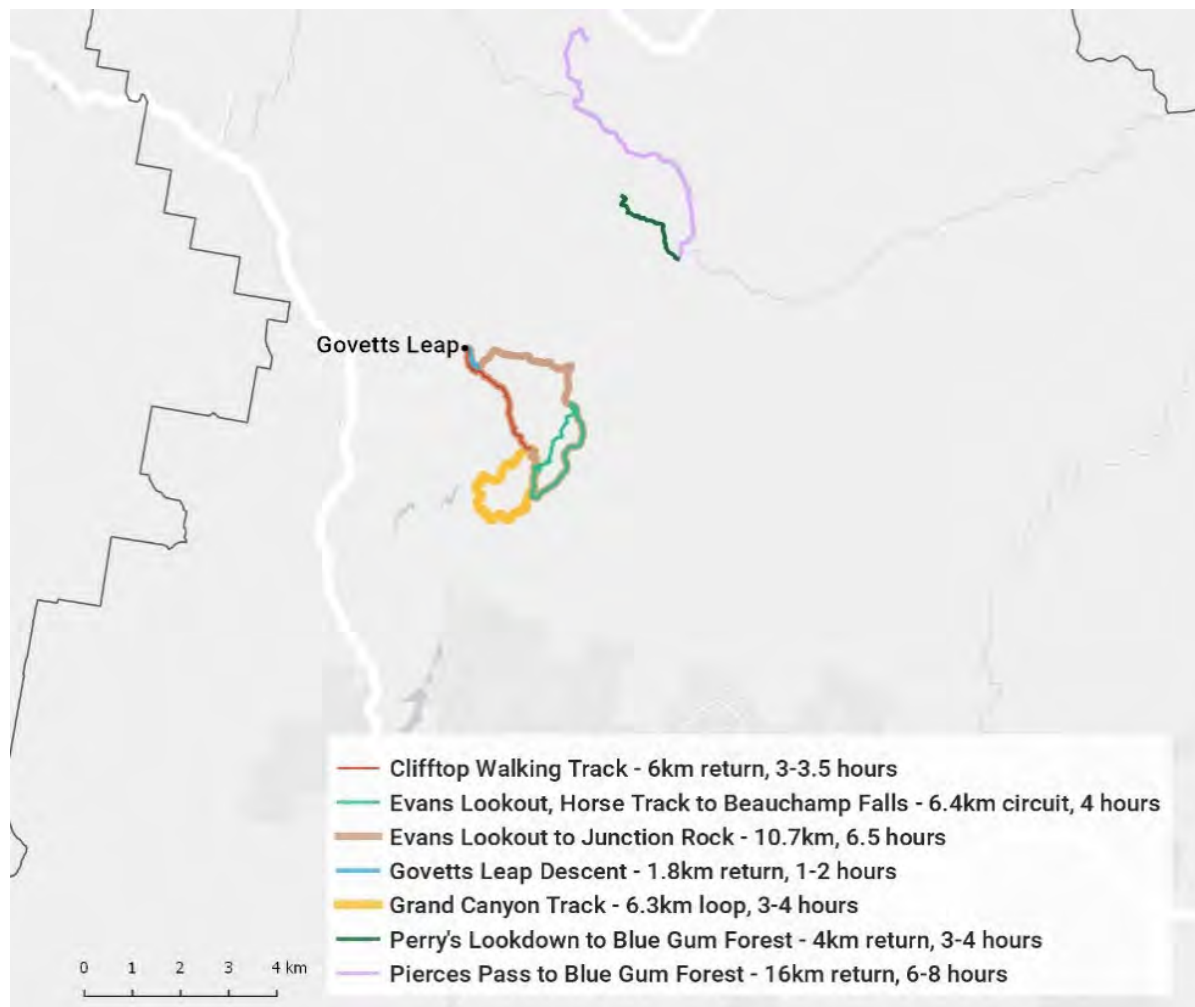 Govetts Leap
Clifftop Walking Track - 6km return, 3-3.5 hours
Evans Lookout, Horse Track to Beauchamp Falls - 6.4km circuit, 4 hours
Evans Lookout to Junction Rock - 10.7km, 6.5 hours
Govetts Leap Descent - 1.8km return, 1-2 hours
Grand Canyon Track - 6.3km loop, 3-4 hours
Perry's Lookdown to Blue Gum Forest - 4km return, 3-4 hours
Pierces Pass to Blue Gum Forest - 16km return, 6-8 hours
0 1 2 3 4 km